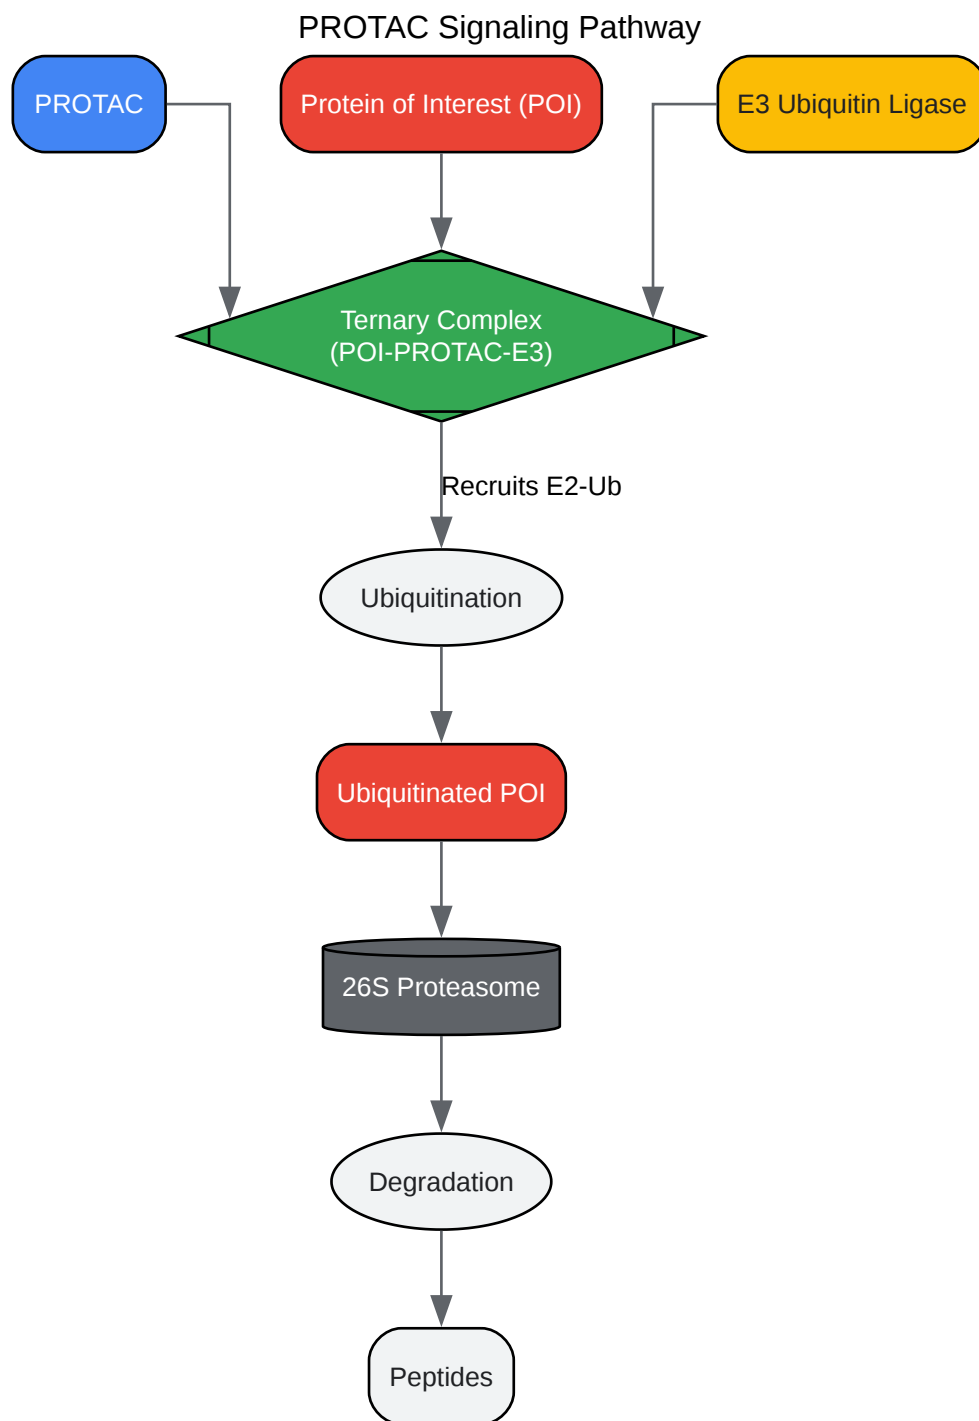 PROTAC Signaling Pathway
PROTAC
Protein of Interest (POI)
E3 Ubiquitin Ligase
Ternary Complex
(POI-PROTAC-E3)
Recruits E2-Ub
Ubiquitination
Ubiquitinated POI
26S Proteasome
Degradation
Peptides